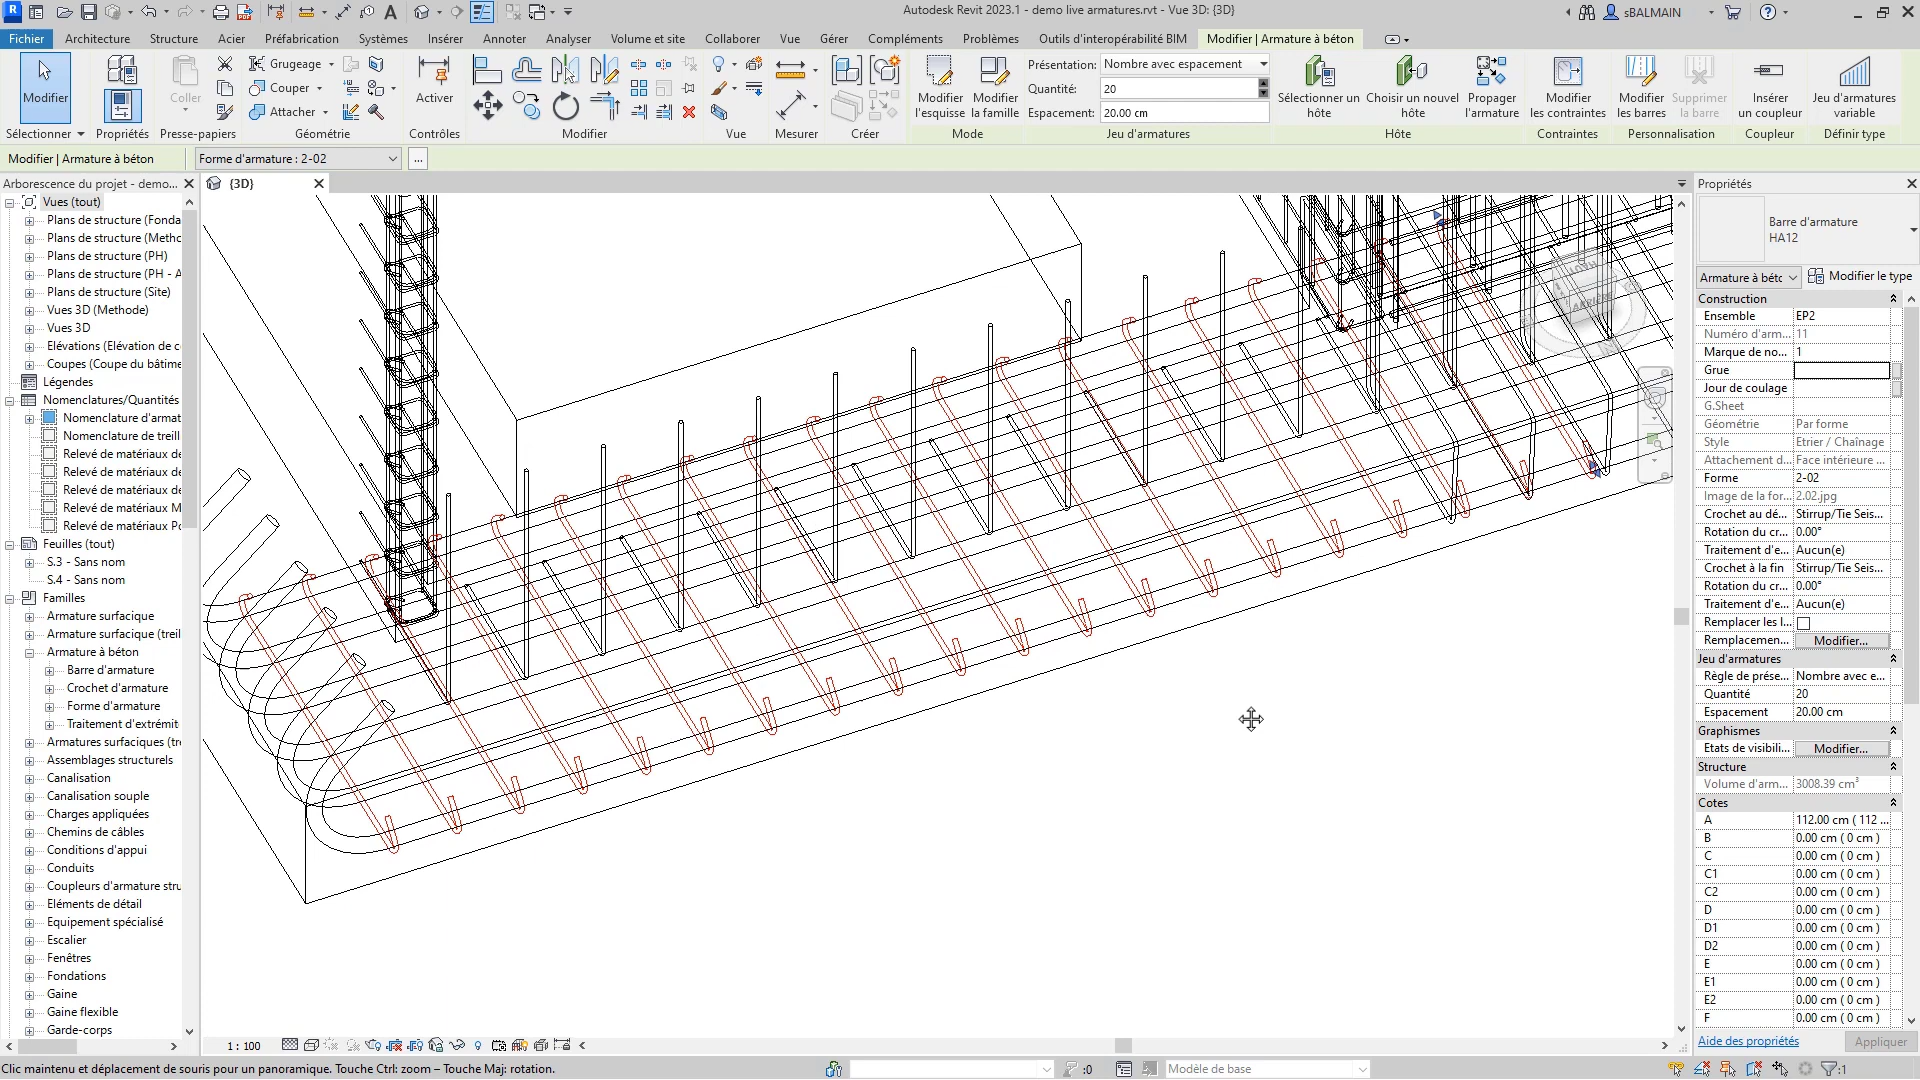 Autodesk Revit 2023.1 - demo live armatures.rvt - Vue 3D: {3D}
sBALMAIN
Fichier Architecture Structure Acier Préfabrication Systèmes Insérer Annoter Analyser Volume et site Collaborer Vue Gérer Compléments Problèmes Outils d'interopérabilité BIM Modifier | Armature à béton
Modifier
Coller
Grugeage
Couper
Attacher
Activer
Présentation: Nombre avec espacement
Quantité: 20
Espacement: 20.00 cm
Modifier l'esquisse
Modifier la famille
Sélectionner un hôte
Choisir un nouvel hôte
Propager l'armature
Modifier les contraintes
Modifier les barres
Supprimer la barre
Insérer un coupleur
Jeu d'armatures variable
Sélectionner Propriétés Presse-papiers Géométrie Contrôles Modifier Vue Mesurer Créer Mode Jeu d'armatures Hôte Contraintes Personnalisation Coupleur Définir type
Modifier | Armature à béton
Forme d'armature : 2-02
...
Arborescence du projet - demo...
{3D}
Vues (tout)
Plans de structure (Fonda
Plans de structure (Methc
Plans de structure (PH)
Plans de structure (PH - A
Plans de structure (Site)
Vues 3D (Methode)
Vues 3D
Elévations (Elévation de c
Coupes (Coupe du bâtime
Légendes
Nomenclatures/Quantités
Nomenclature d'armat
Nomenclature de treill
Relevé de matériaux de
Relevé de matériaux de
Relevé de matériaux de
Relevé de matériaux M
Relevé de matériaux Po
Feuilles (tout)
S.3 - Sans nom
S.4 - Sans nom
Familles
Armature surfacique
Armature surfacique (treil
Armature à béton
Barre d'armature
Crochet d'armature
Forme d'armature
Traitement d'extrémit
Armatures surfaciques (tre
Assemblages structurels
Canalisation
Canalisation souple
Charges appliquées
Chemins de câbles
Conditions d'appui
Conduits
Coupleurs d'armature stru
Eléments de détail
Equipement spécialisé
Escalier
Fenêtres
Fondations
Gaine
Gaine flexible
Garde-corps
Propriétés
Barre d'armature
HA12
Armature à bétc
Modifier le type
Construction
Ensemble EP2
Numéro d'arm... 11
Marque de no... 1
Grue
Jour de coulage
G.Sheet
Géométrie Par forme
Style Etrier / Chaînage
Attachement d... Face intérieure ...
Forme 2-02
Image de la for... 2.02.jpg
Crochet au dé... Stirrup/Tie Seis...
Rotation du cr... 0.00°
Traitement d'e... Aucun(e)
Crochet à la fin Stirrup/Tie Seis...
Rotation du cr... 0.00°
Traitement d'e... Aucun(e)
Remplacer les l...
Remplacemen... Modifier...
Jeu d'armatures
Règle de prése... Nombre avec e...
Quantité 20
Espacement 20.00 cm
Graphismes
Etats de visibili... Modifier...
Structure
Volume d'arm... 3008.39 cm³
Cotes
A 112.00 cm ( 112 ...
B 0.00 cm ( 0 cm )
C 0.00 cm ( 0 cm )
C1 0.00 cm ( 0 cm )
C2 0.00 cm ( 0 cm )
D 0.00 cm ( 0 cm )
D1 0.00 cm ( 0 cm )
D2 0.00 cm ( 0 cm )
E 0.00 cm ( 0 cm )
E1 0.00 cm ( 0 cm )
E2 0.00 cm ( 0 cm )
F 0.00 cm ( 0 cm )
Aide des propriétés
Appliquer
1 : 100
Clic maintenu et déplacement de souris pour un panoramique. Touche Ctrl: zoom – Touche Maj: rotation.
:0
Modèle de base
:1